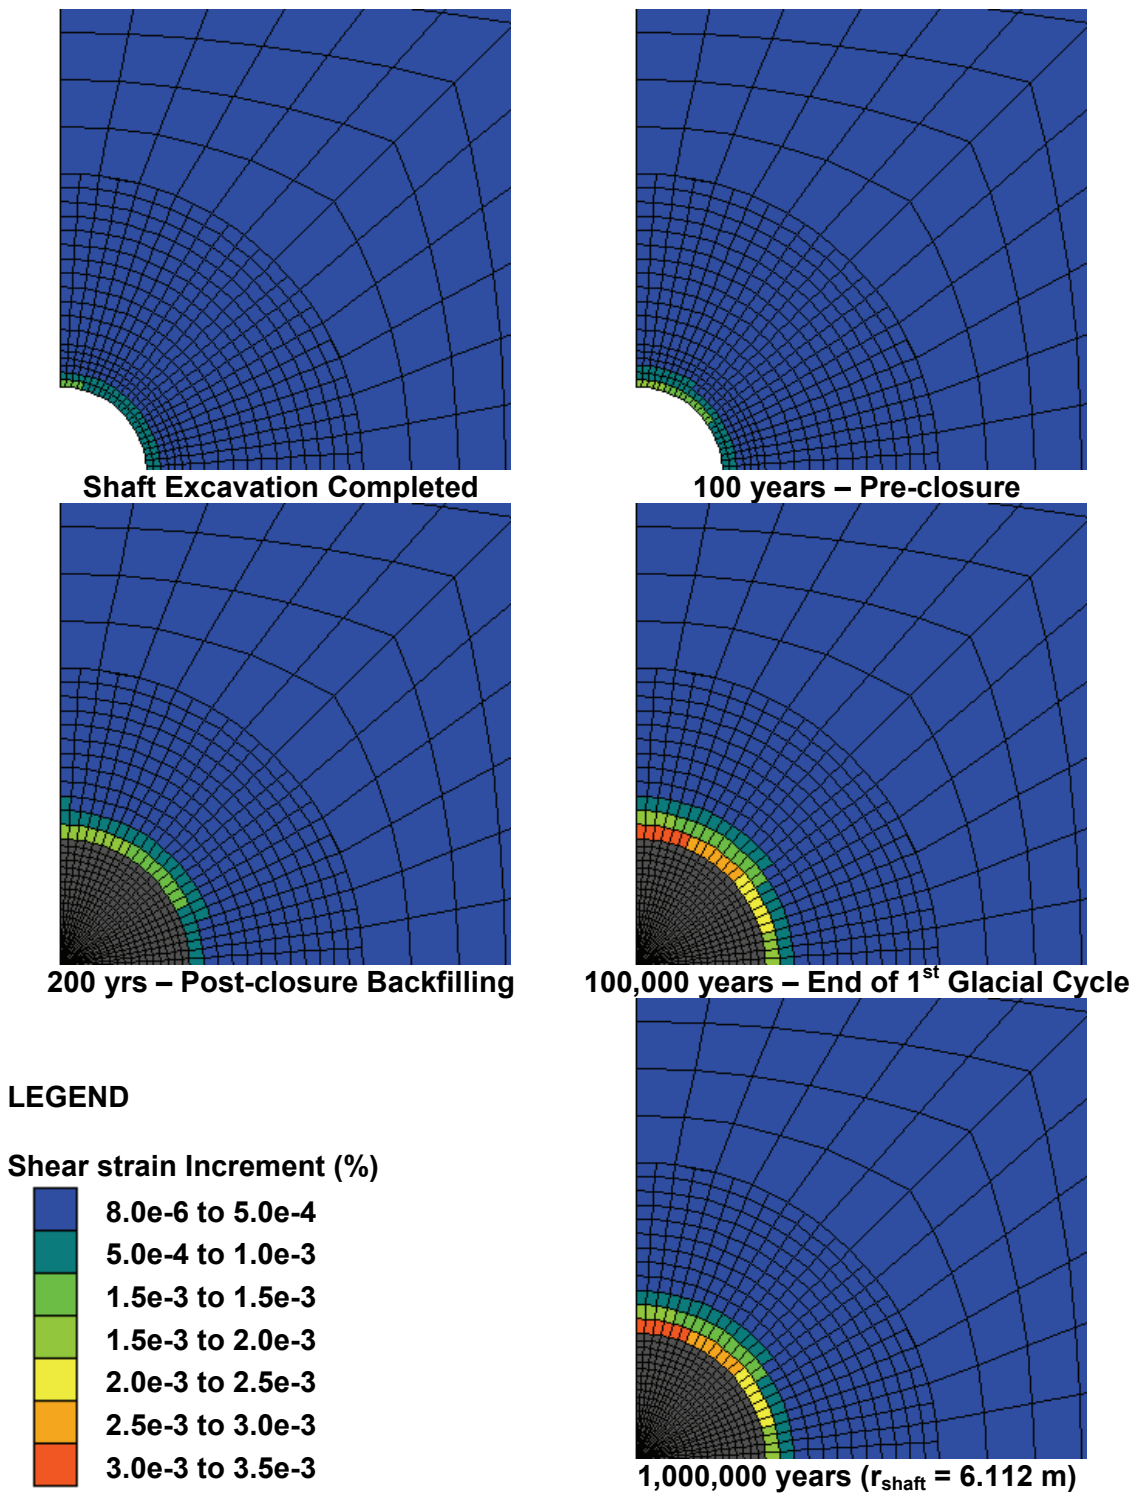 Shaft Excavation Completed
100 years – Pre-closure
200 yrs – Post-closure Backfilling
100,000 years – End of 1st Glacial Cycle
LEGEND
Shear strain Increment (%)
8.0e-6 to 5.0e-4
5.0e-4 to 1.0e-3
1.5e-3 to 1.5e-3
1.5e-3 to 2.0e-3
2.0e-3 to 2.5e-3
2.5e-3 to 3.0e-3
3.0e-3 to 3.5e-3
1,000,000 years (rshaft = 6.112 m)